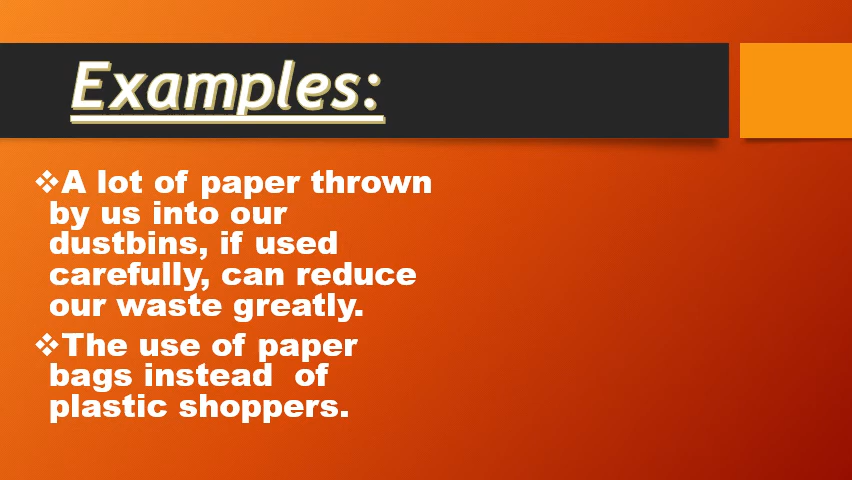 Examples:
❖A lot of paper thrown
by us into our
dustbins, if used
carefully, can reduce
our waste greatly.
❖The use of paper
bags instead  of
plastic shoppers.